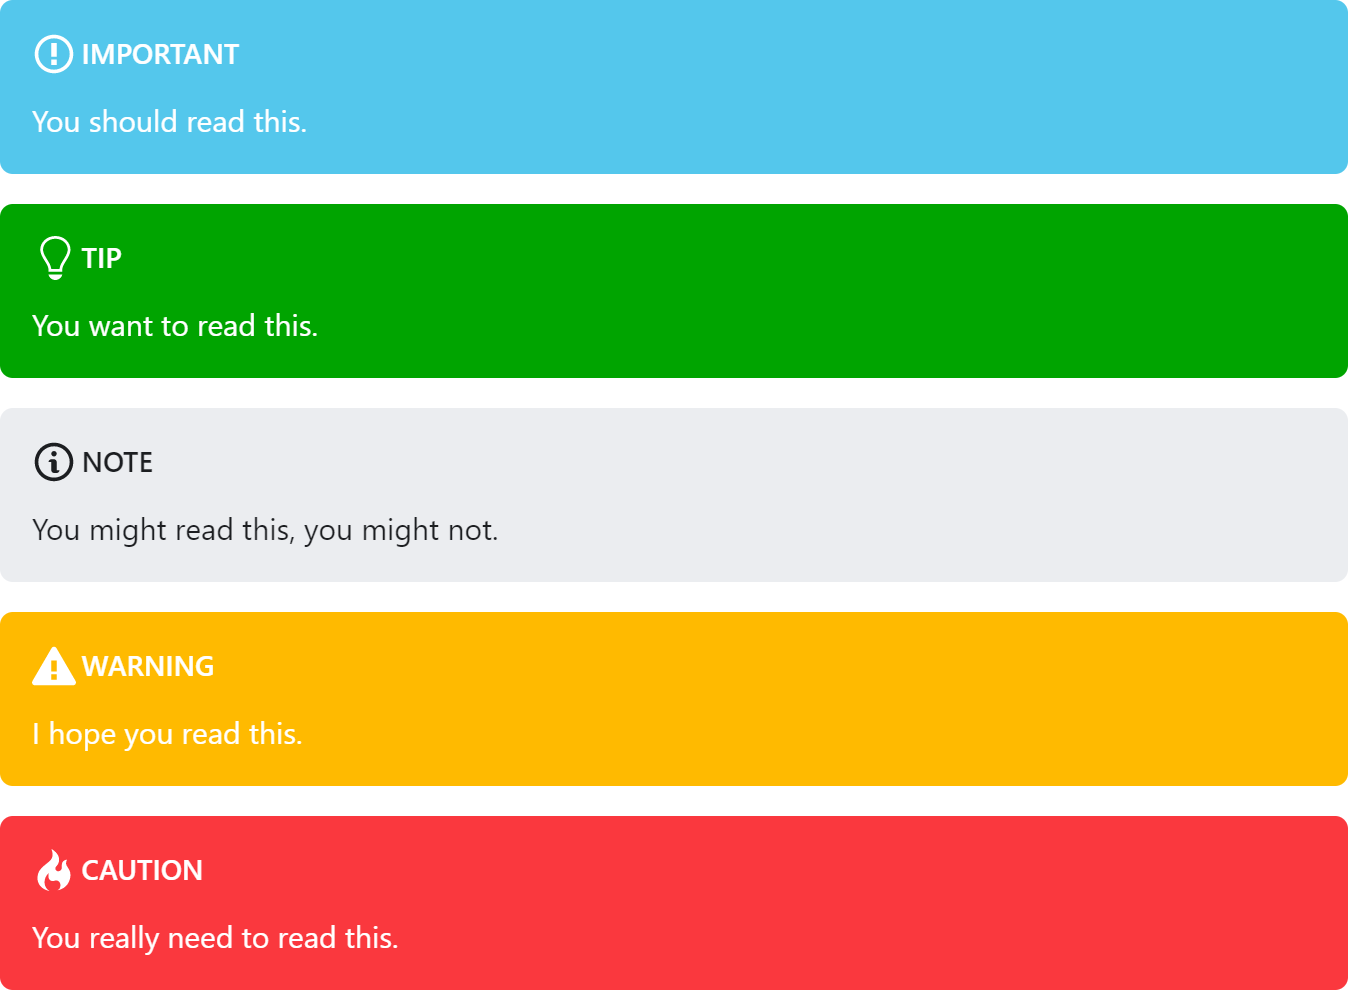 IMPORTANT
You should read this.
TIP
You want to read this.
NOTE
You might read this, you might not.
WARNING
I hope you read this.
CAUTION
You really need to read this.